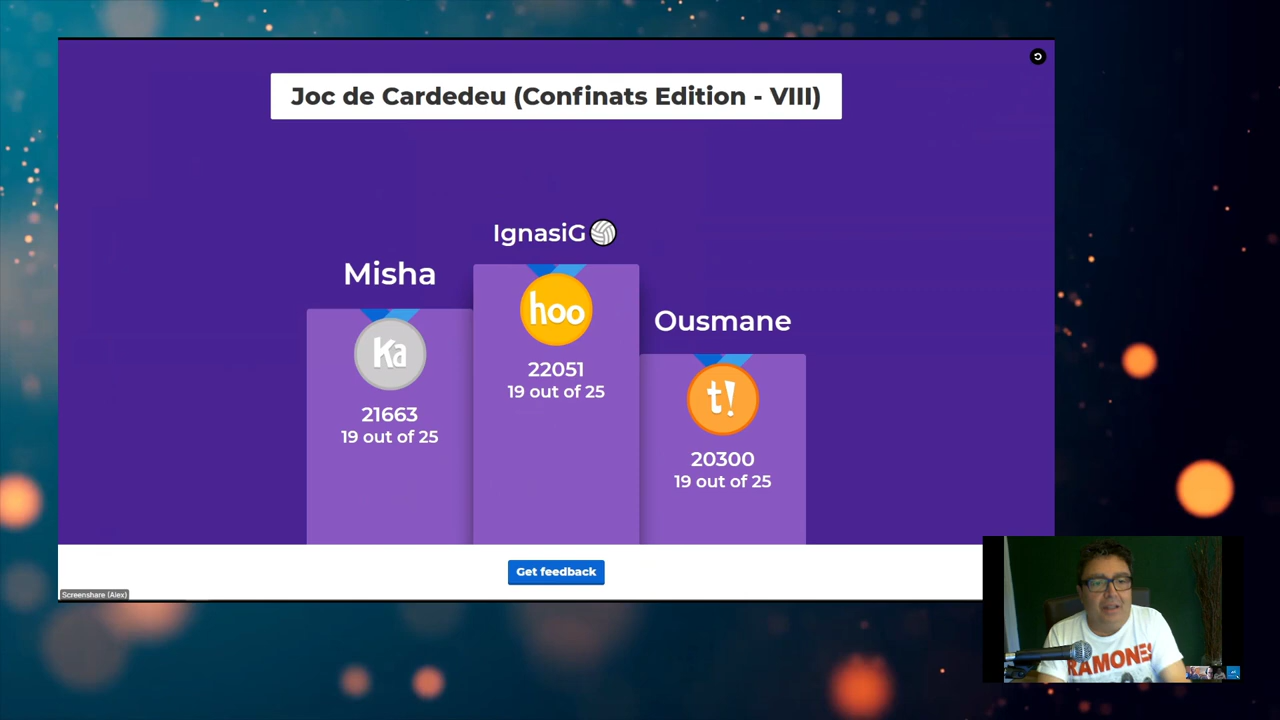 Joc de Cardedeu (Confinats Edition - VIII)
IgnasiG
Misha
Ousmane
hoo
Ka
t!
22051
19 out of 25
21663
19 out of 25
20300
19 out of 25
Get feedback
Screenshare (Alex)
RAMONES